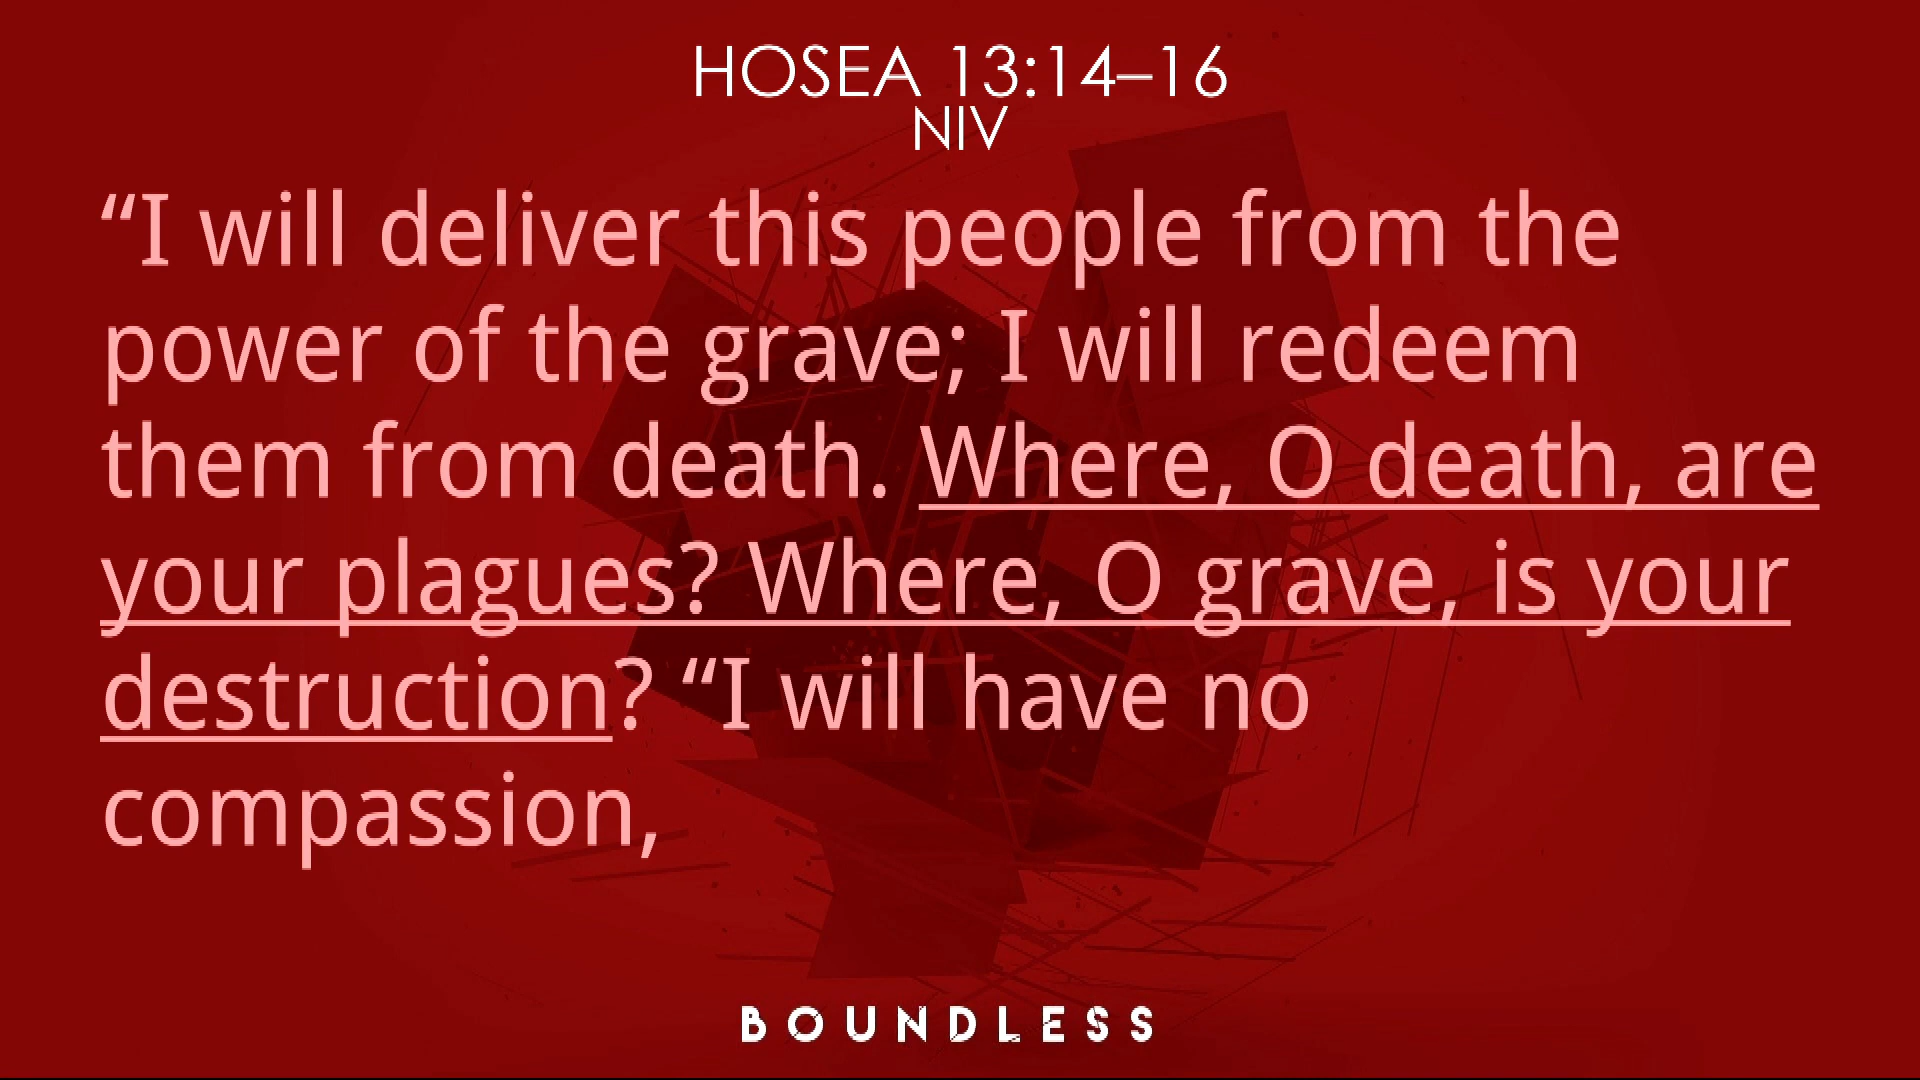 HOSEA 13:14–16
NIV
“I will deliver this people from the
power of the grave; I will redeem
them from death. Where, O death, are
your plagues? Where, O grave, is your
destruction? “I will have no
compassion,
BOUNDLESS